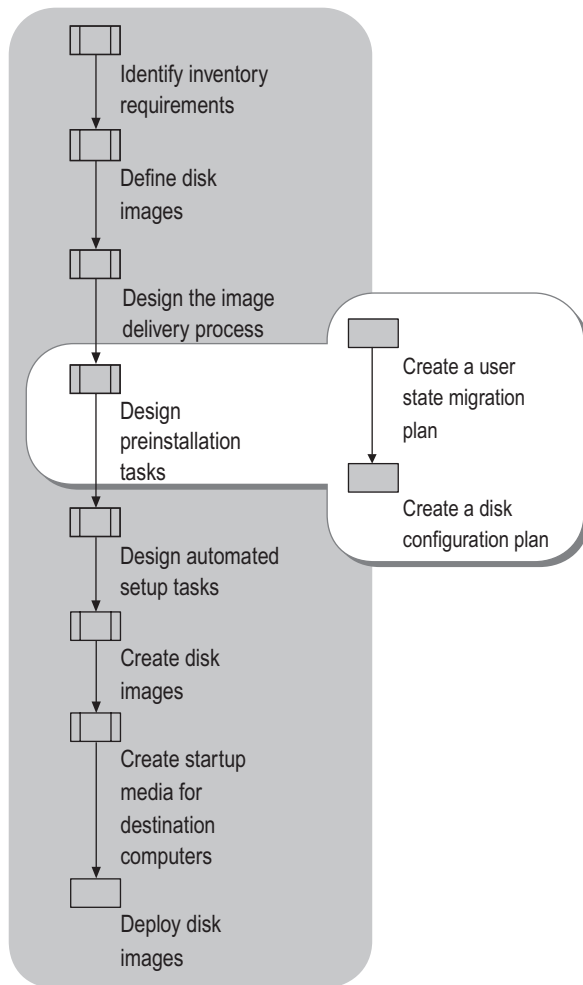 Identify inventory
requirements
Define disk
images
Design the image
delivery process
Design
preinstallation
tasks
Create a user
state migration
plan
Create a disk
configuration plan
Design automated
setup tasks
Create disk
images
Create startup
media for
destination
computers
Deploy disk
images